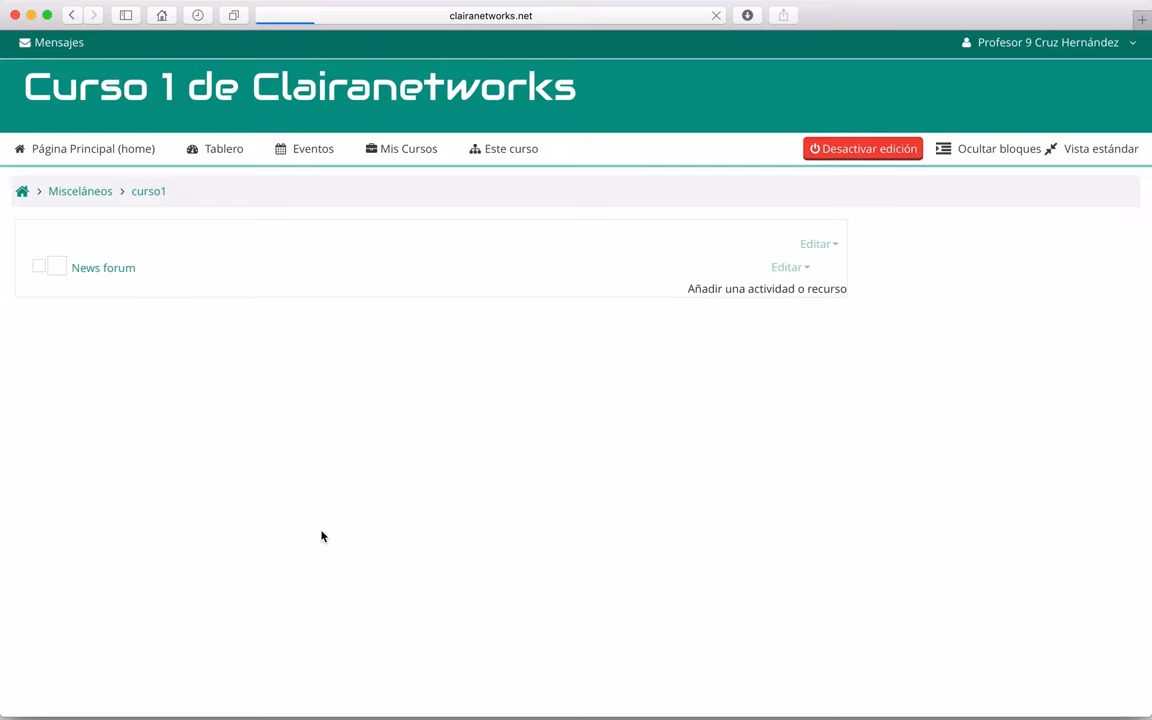 clairanetworks.net
Mensajes
Profesor 9 Cruz Hernández
Curso 1 de Clairanetworks
Página Principal (home) Tablero Eventos Mis Cursos Este curso Desactivar edición Ocultar bloques Vista estándar
Misceláneos curso1
Editar
News forum Editar
Añadir una actividad o recurso